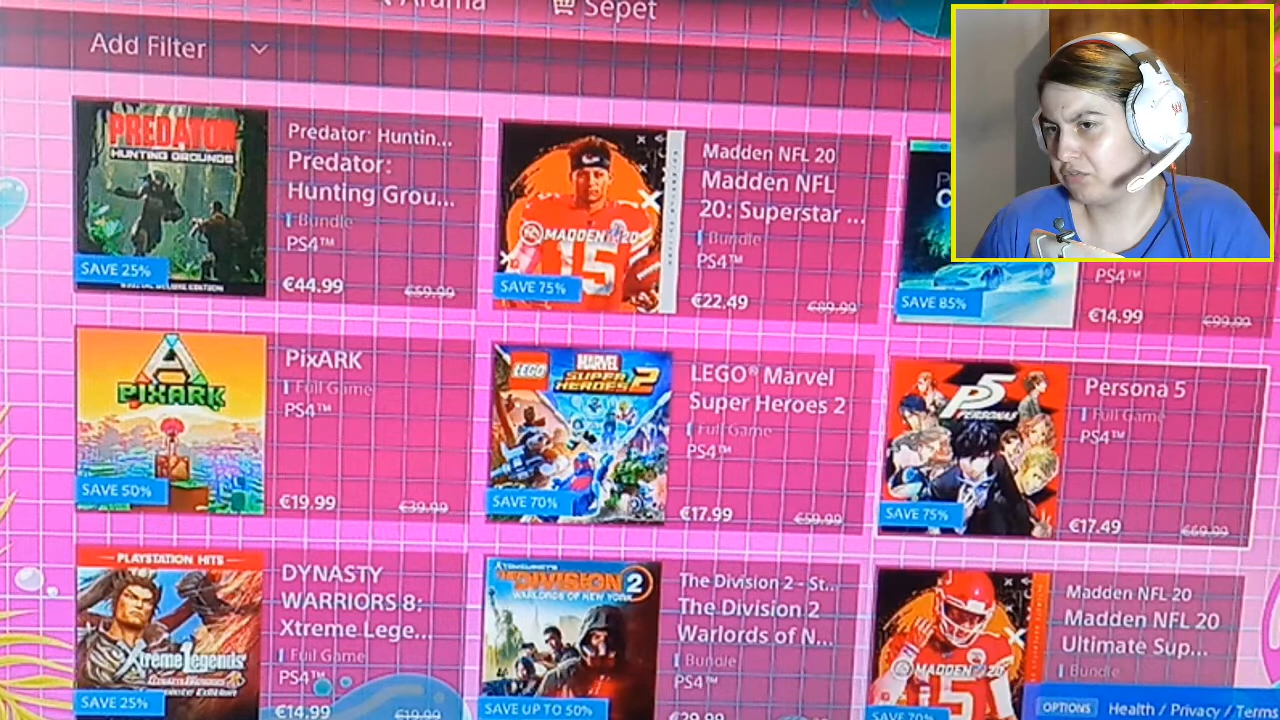 Arama
Sepet
Add Filter
PREDATOR
HUNTING GROUNDS
SAVE 25%
Predator: Huntin...
Predator:
Hunting Grou...
Bundle
PS4™
€44.99
€59.99
MADDEN 20
15
SAVE 75%
Madden NFL 20
Madden NFL
20: Superstar ...
Bundle
PS4™
€22.49
€89.99
SAVE 85%
PS4™
€14.99
€99.99
PIXARK
SAVE 50%
PixARK
Full Game
PS4™
€19.99
€39.99
LEGO
MARVEL
SUPER
HEROES 2
SAVE 70%
LEGO® Marvel
Super Heroes 2
Full Game
PS4™
€17.99
€59.99
P5
PERSONA5
SAVE 75%
Persona 5
Full Game
PS4™
€17.49
€69.99
PLAYSTATION HITS
Xtreme Legends
Complete Edition
SAVE 25%
DYNASTY
WARRIORS 8:
Xtreme Lege...
Full Game
PS4™
€14.99
€19.99
DIVISION 2
WARLORDS OF NEW YORK
SAVE UP TO 50%
The Division 2 - St...
The Division 2
Warlords of N...
Bundle
PS4™
€29.99
MADDEN 20
15
SAVE 70%
Madden NFL 20
Madden NFL 20
Ultimate Sup...
Bundle
OPTIONS
Health / Privacy / Terms